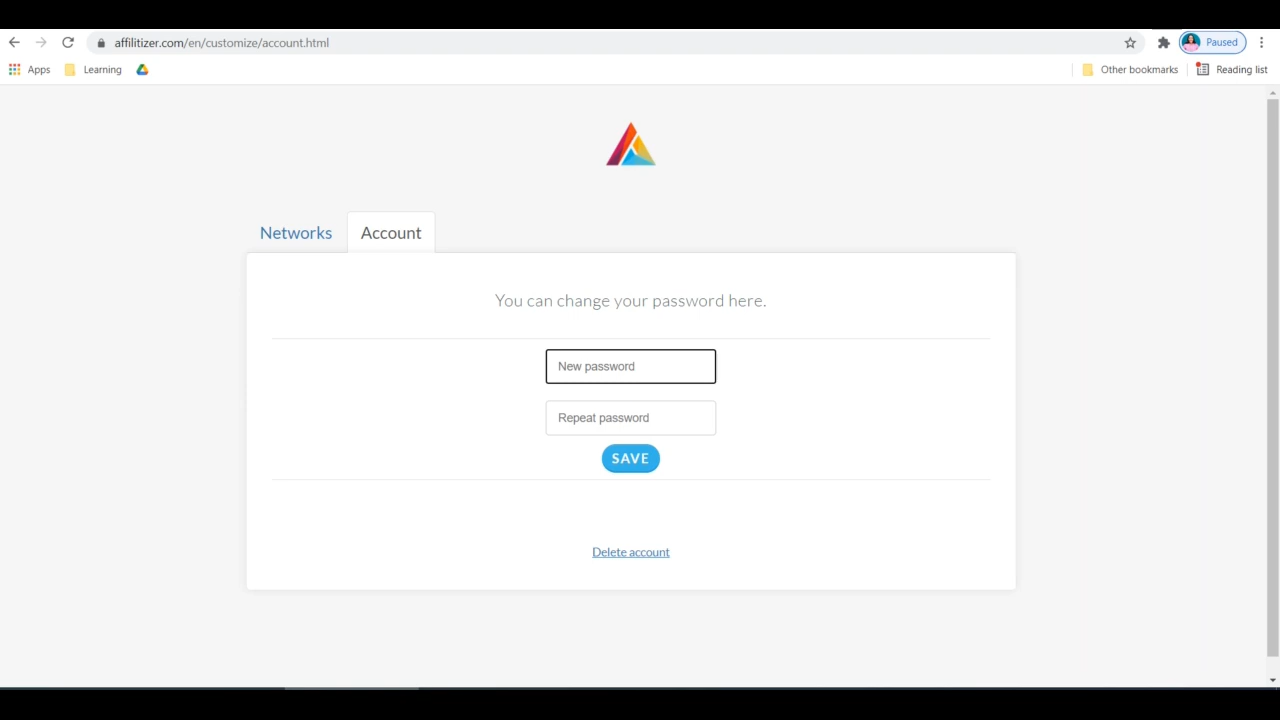 affilitizer.com/en/customize/account.html
Paused
Apps
Learning
Other bookmarks
Reading list
Networks
Account
You can change your password here.
New password
Repeat password
SAVE
Delete account